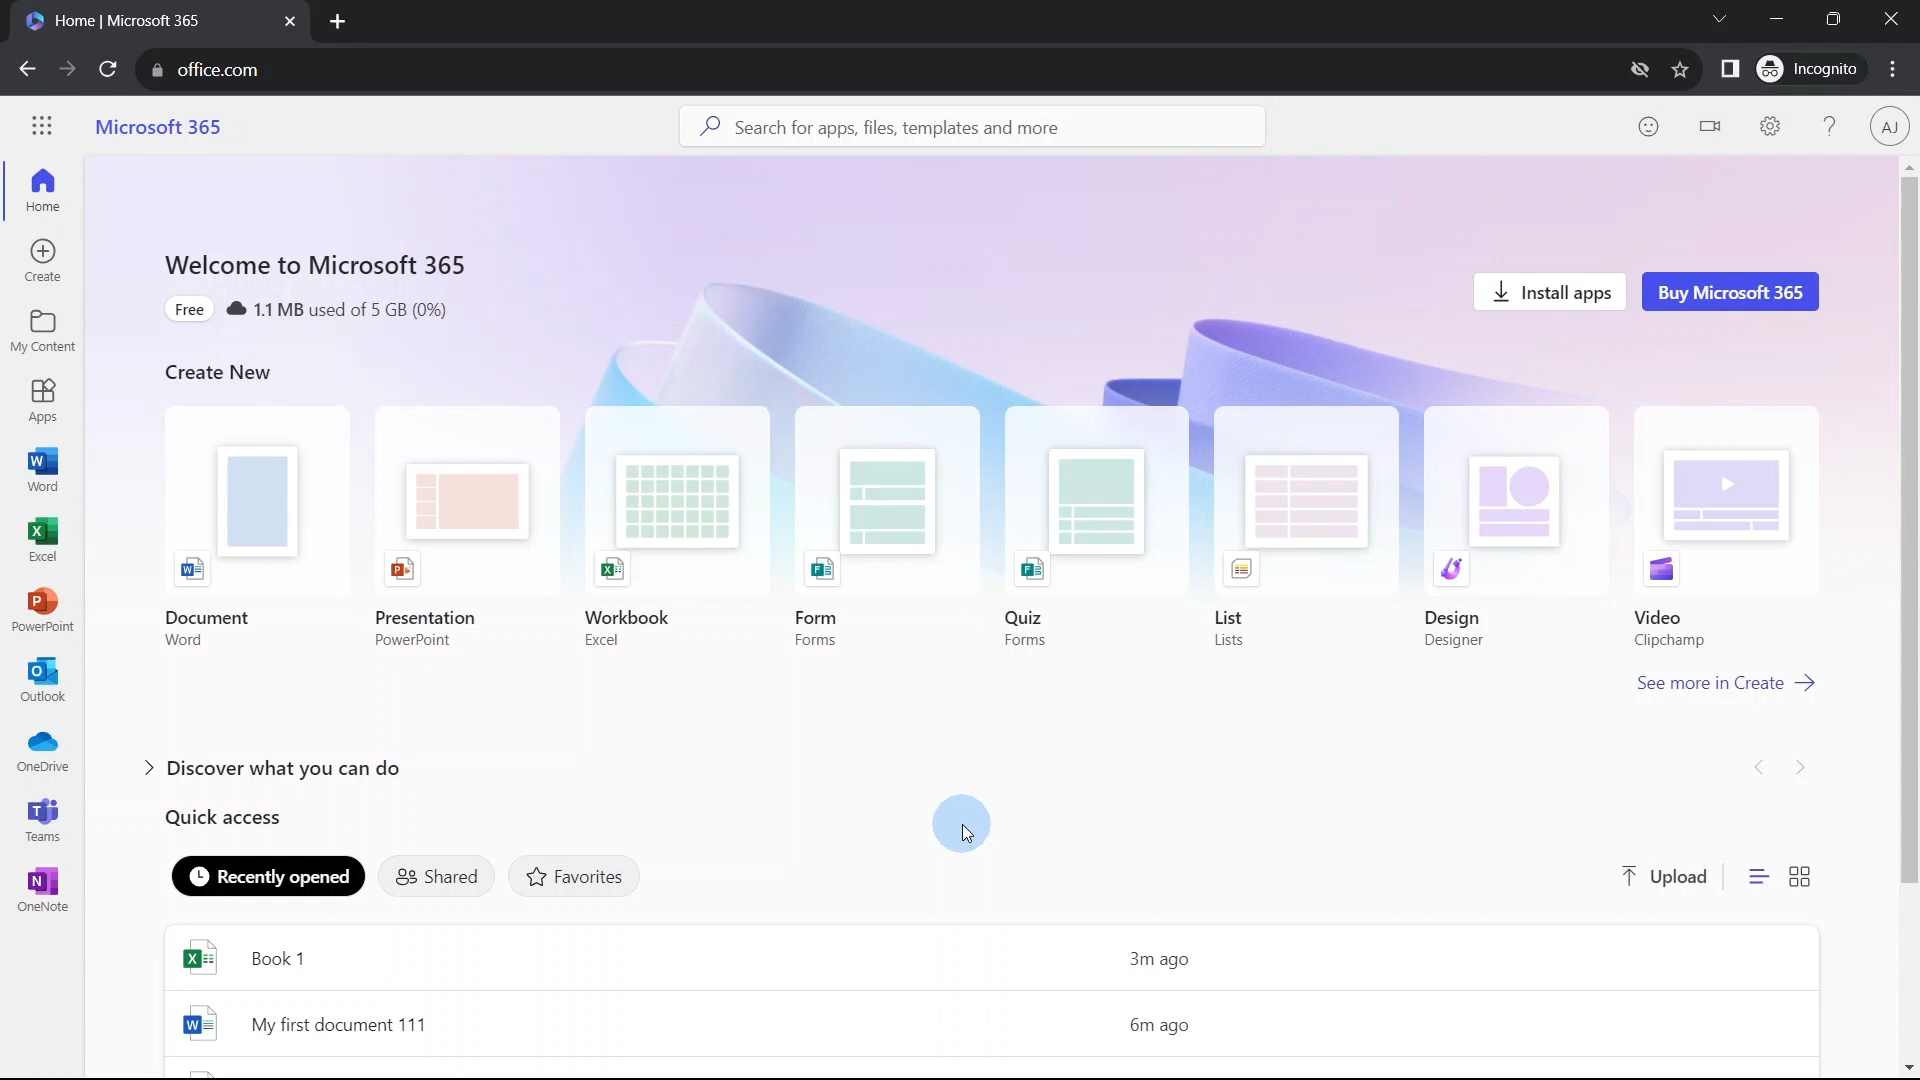 Home | Microsoft 365
office.com
Incognito
Microsoft 365
Search for apps, files, templates and more
AJ
Home
Create
My Content
Apps
Word
Excel
PowerPoint
Outlook
OneDrive
Teams
OneNote
Welcome to Microsoft 365
Free 1.1 MB used of 5 GB (0%)
Install apps
Buy Microsoft 365
Create New
Document
Word
Presentation
PowerPoint
Workbook
Excel
Form
Forms
Quiz
Forms
List
Lists
Design
Designer
Video
Clipchamp
See more in Create
Discover what you can do
Quick access
Recently opened Shared Favorites
Upload
Book 1 3m ago
My first document 111 6m ago